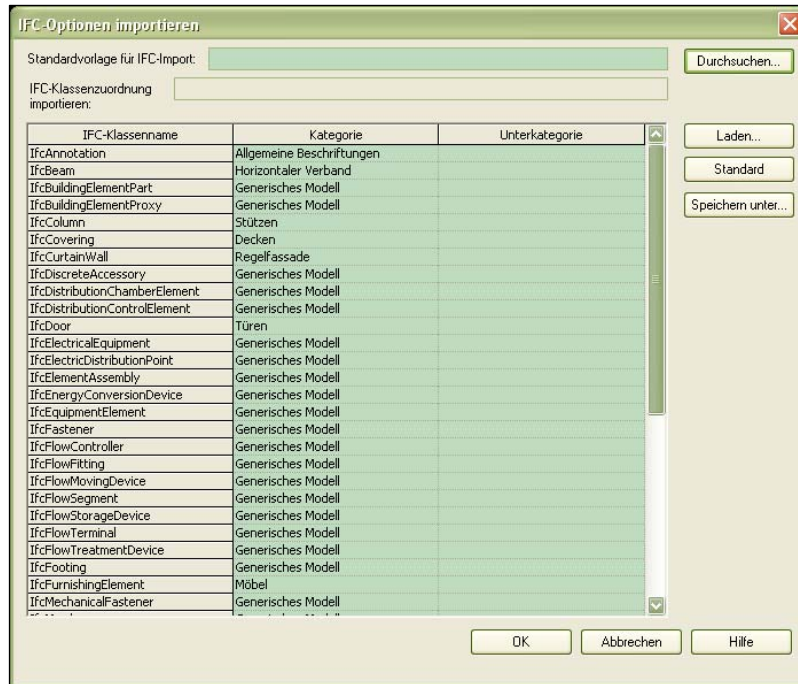 IFC-Optionen importieren
Standardvorlage für IFC-Import:
Durchsuchen...
IFC-Klassenzuordnung
importieren:
IFC-Klassenname Kategorie Unterkategorie
Laden...
Standard
Speichern unter...
IfcAnnotation Allgemeine Beschriftungen
IfcBeam Horizontaler Verband
IfcBuildingElementPart Generisches Modell
IfcBuildingElementProxy Generisches Modell
IfcColumn Stützen
IfcCovering Decken
IfcCurtainWall Regelfassade
IfcDiscreteAccessory Generisches Modell
IfcDistributionChamberElement Generisches Modell
IfcDistributionControlElement Generisches Modell
IfcDoor Türen
IfcElectricalEquipment Generisches Modell
IfcElectricDistributionPoint Generisches Modell
IfcElementAssembly Generisches Modell
IfcEnergyConversionDevice Generisches Modell
IfcEquipmentElement Generisches Modell
IfcFastener Generisches Modell
IfcFlowController Generisches Modell
IfcFlowFitting Generisches Modell
IfcFlowMovingDevice Generisches Modell
IfcFlowSegment Generisches Modell
IfcFlowStorageDevice Generisches Modell
IfcFlowTerminal Generisches Modell
IfcFlowTreatmentDevice Generisches Modell
IfcFooting Generisches Modell
IfcFurnishingElement Möbel
IfcMechanicalFastener Generisches Modell
OK Abbrechen Hilfe